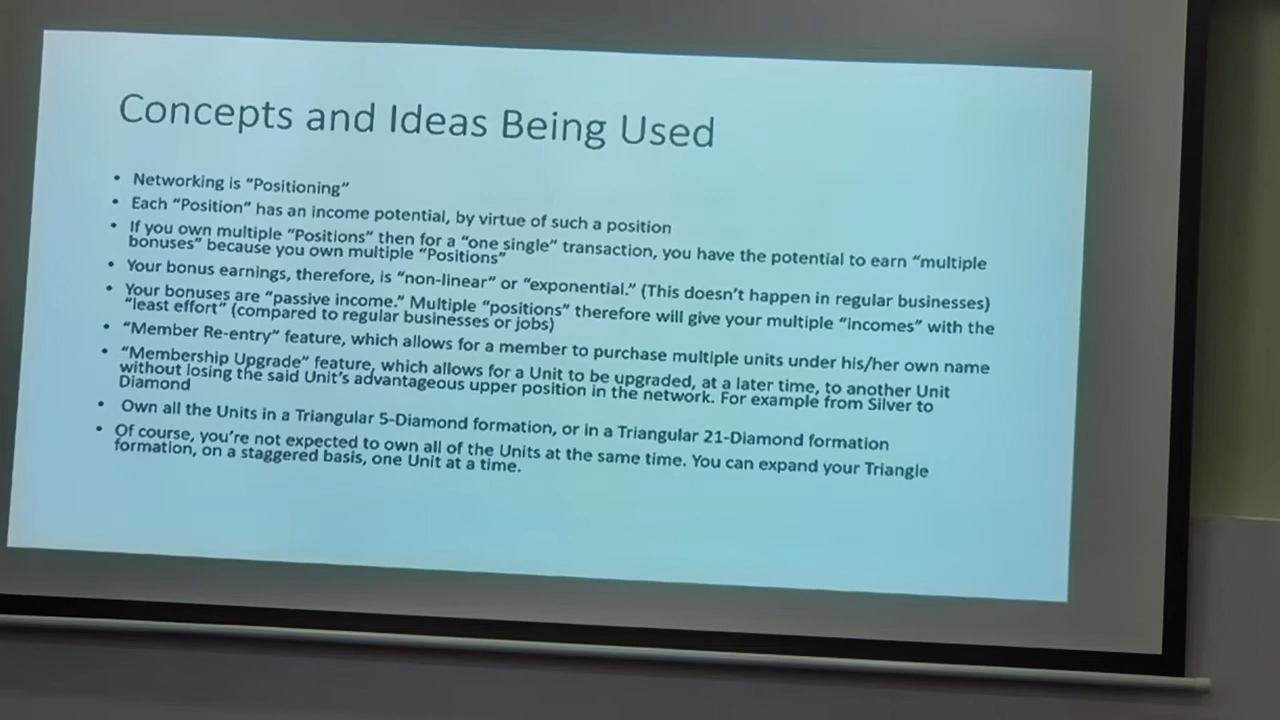 Concepts and Ideas Being Used
• Networking is “Positioning”
• Each “Position” has an income potential, by virtue of such a position
• If you own multiple “Positions” then for a “one single” transaction, you have the potential to earn “multiple
bonuses” because you own multiple “Positions”
• Your bonus earnings, therefore, is “non-linear” or “exponential.” (This doesn’t happen in regular businesses)
• Your bonuses are “passive income.” Multiple “positions” therefore will give your multiple “incomes” with the
“least effort” (compared to regular businesses or jobs)
• “Member Re-entry” feature, which allows for a member to purchase multiple units under his/her own name
• “Membership Upgrade” feature, which allows for a Unit to be upgraded, at a later time, to another Unit
without losing the said Unit’s advantageous upper position in the network. For example from Silver to
Diamond
• Own all the Units in a Triangular 5-Diamond formation, or in a Triangular 21-Diamond formation
• Of course, you’re not expected to own all of the Units at the same time. You can expand your Triangle
formation, on a staggered basis, one Unit at a time.